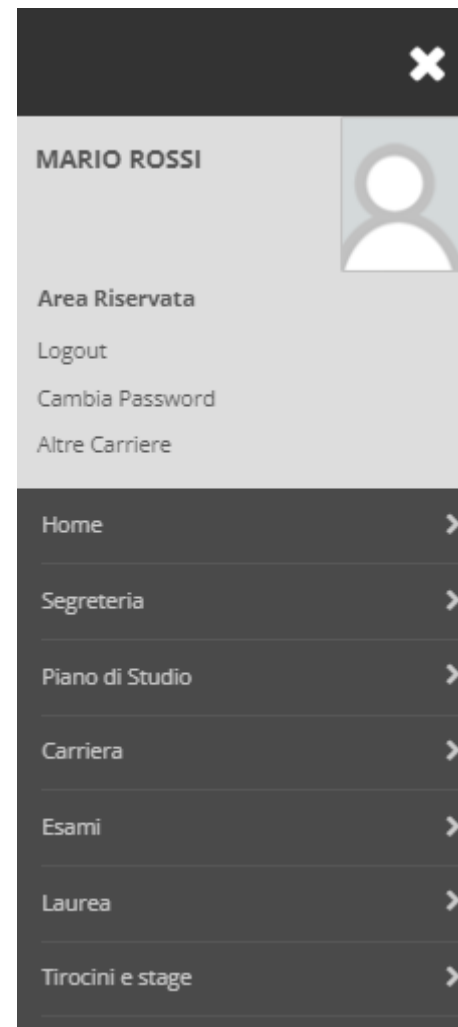 MARIO ROSSI
Area Riservata
Logout
Cambia Password
Altre Carriere
Home
Segreteria
Piano di Studio
Carriera
Esami
Laurea
Tirocini e stage